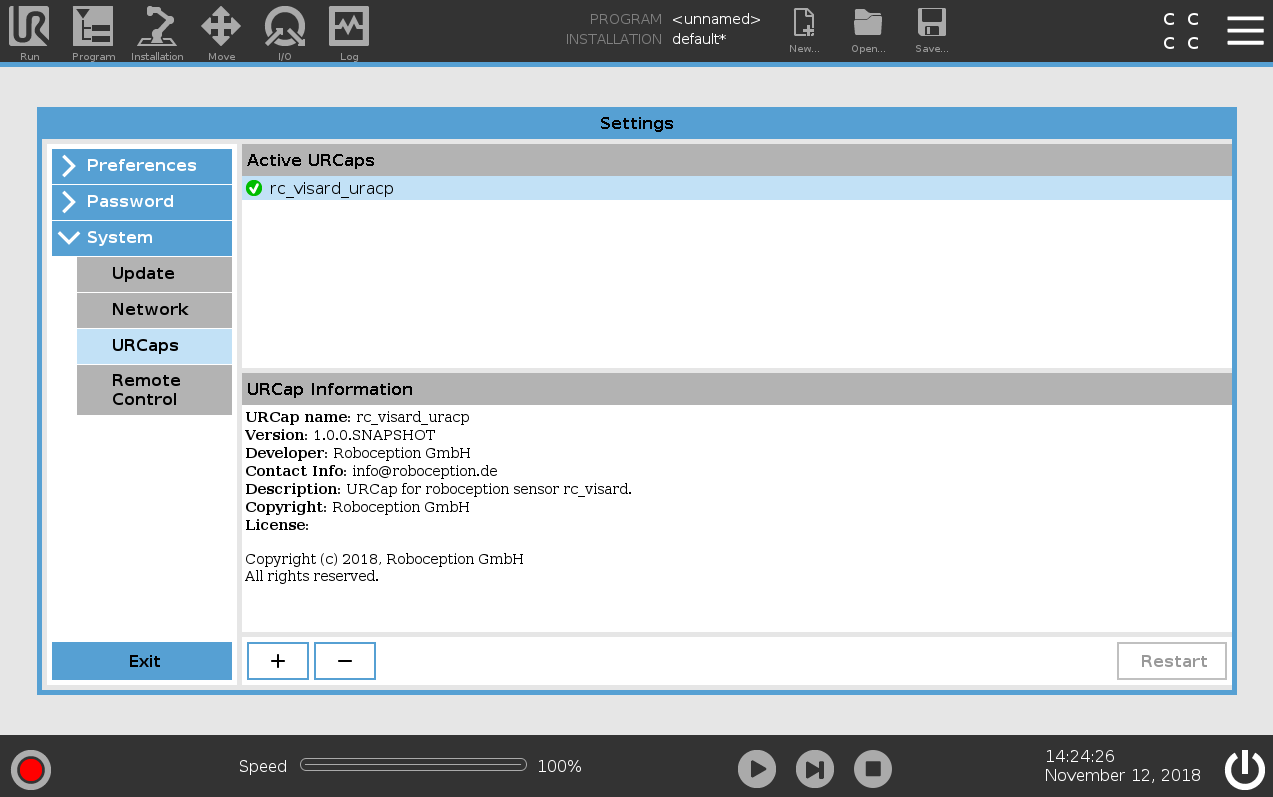 PROGRAM <unnamed>
INSTALLATION default*
Run Program Installation Move I/O Log
New... Open... Save...
C C
C C
Settings
Preferences
Password
System
Update
Network
URCaps
Remote
Control
Exit
Active URCaps
rc_visard_uracp
URCap Information
URCap name: rc_visard_uracp
Version: 1.0.0.SNAPSHOT
Developer: Roboception GmbH
Contact Info: info@roboception.de
Description: URCap for roboception sensor rc_visard.
Copyright: Roboception GmbH
License:
Copyright (c) 2018, Roboception GmbH
All rights reserved.
+ −
Restart
Speed 100%
14:24:26
November 12, 2018